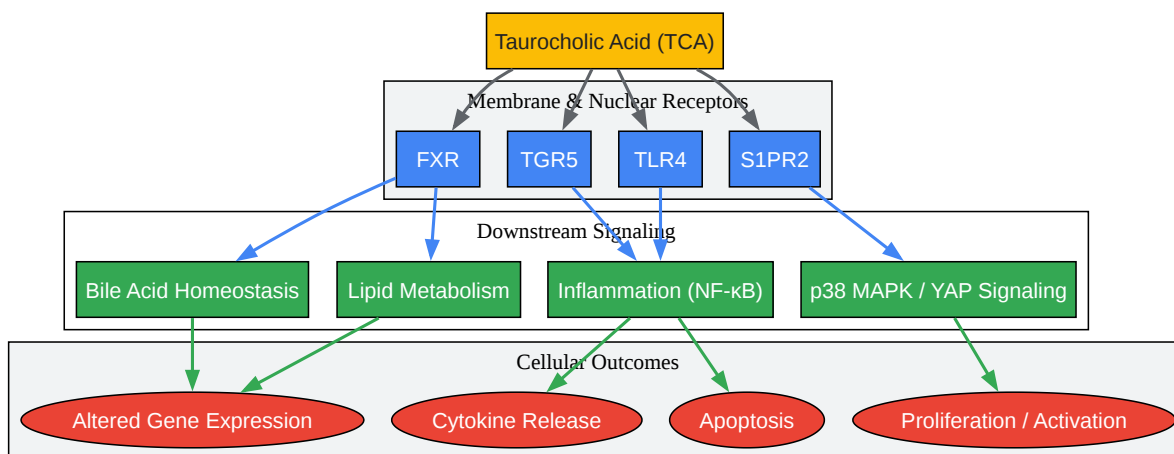 Taurocholic Acid (TCA)
Membrane & Nuclear Receptors
FXR
TGR5
TLR4
S1PR2
Downstream Signaling
Bile Acid Homeostasis
Lipid Metabolism
Inflammation (NF-κB)
p38 MAPK / YAP Signaling
Cellular Outcomes
Altered Gene Expression
Cytokine Release
Apoptosis
Proliferation / Activation